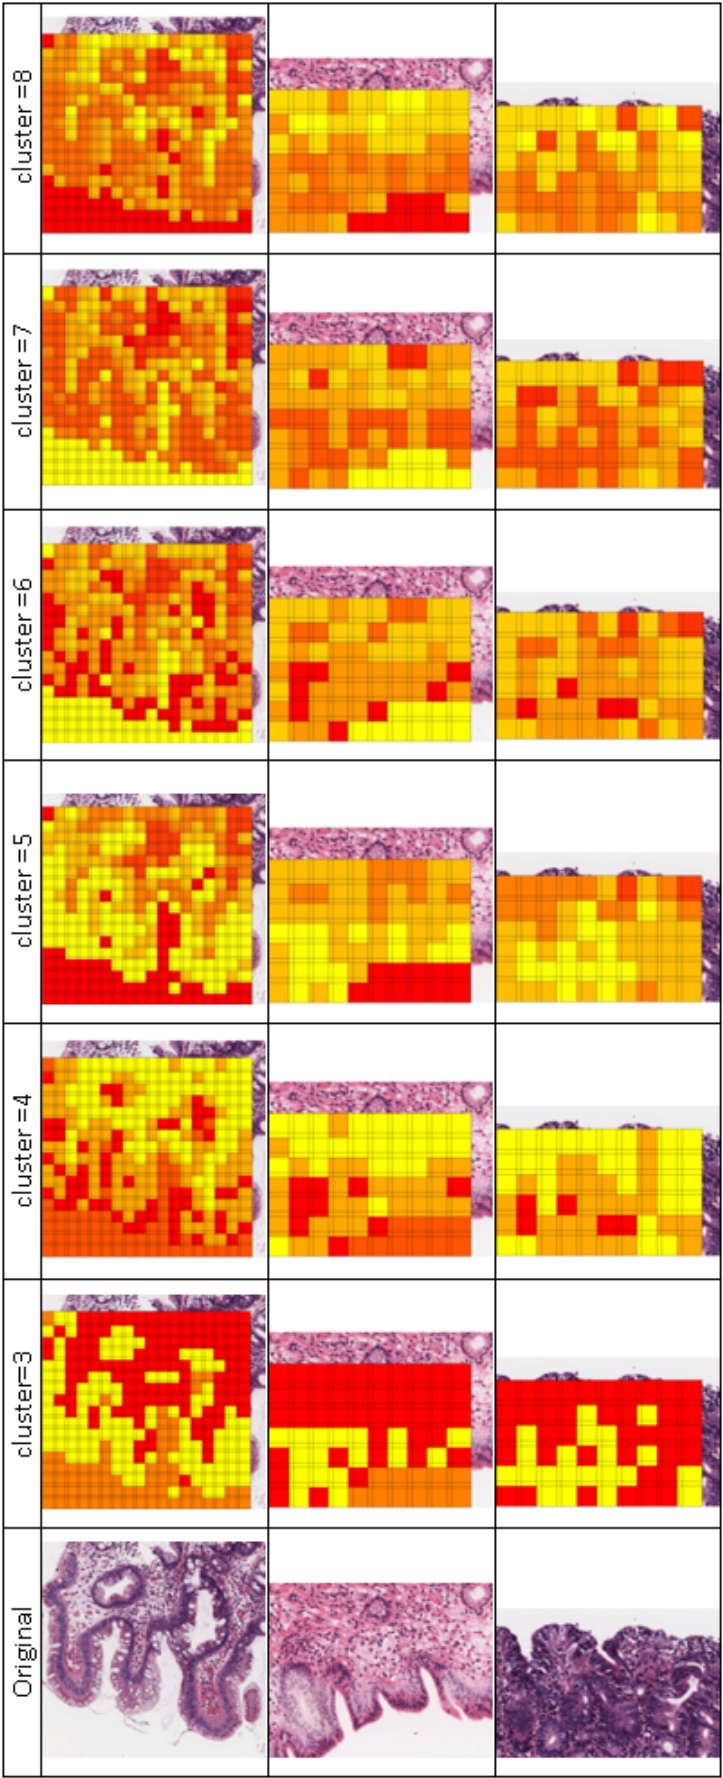 cluster =8
cluster =7
cluster =6
cluster =5
cluster =4
cluster=3
Original